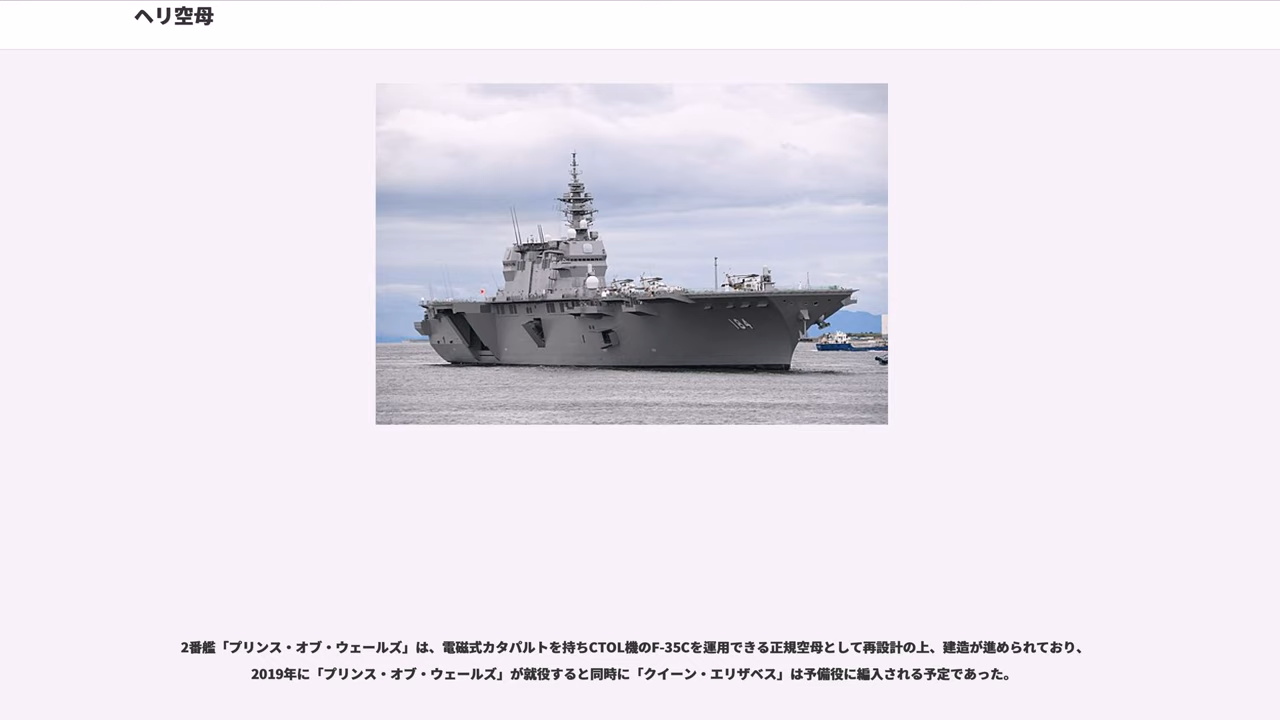 ヘリ空母
184
2番艦「プリンス・オブ・ウェールズ」は、電磁式カタパルトを持ちCTOL機のF-35Cを運用できる正規空母として再設計の上、建造が進められており、
2019年に「プリンス・オブ・ウェールズ」が就役すると同時に「クイーン・エリザベス」は予備役に編入される予定であった。